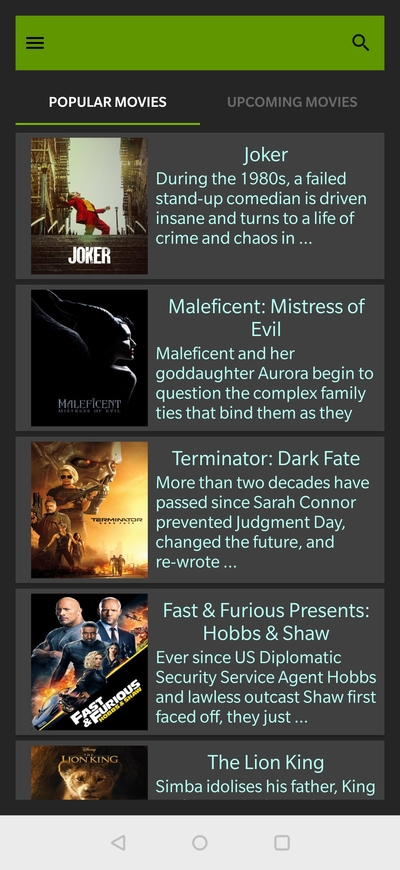 POPULAR MOVIES
UPCOMING MOVIES
JOKER
Joker
During the 1980s, a failed
stand-up comedian is driven
insane and turns to a life of
crime and chaos in ...
MALEFICENT
MISTRESS OF EVIL
Maleficent: Mistress of
Evil
Maleficent and her
goddaughter Aurora begin to
question the complex family
ties that bind them as they
TERMINATOR
DARK FATE
Terminator: Dark Fate
More than two decades have
passed since Sarah Connor
prevented Judgment Day,
changed the future, and
re-wrote ...
FAST
& FURIOUS
HOBBS & SHAW
Fast & Furious Presents:
Hobbs & Shaw
Ever since US Diplomatic
Security Service Agent Hobbs
and lawless outcast Shaw first
faced off, they just ...
Disney
THE
LION KING
The Lion King
Simba idolises his father, King